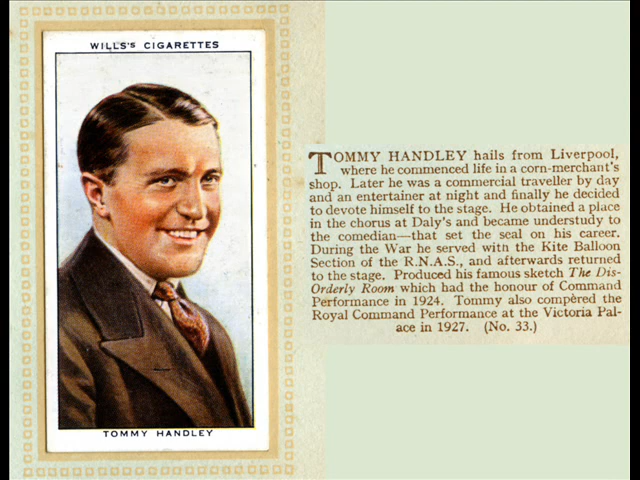 WILLS'S CIGARETTES
TOMMY HANDLEY
TOMMY HANDLEY hails from Liverpool,
where he commenced life in a corn-merchant's
shop. Later he was a commercial traveller by day
and an entertainer at night and finally he decided
to devote himself to the stage. He obtained a place
in the chorus at Daly's and became understudy to
the comedian—that set the seal on his career.
During the War he served with the Kite Balloon
Section of the R.N.A.S., and afterwards returned
to the stage. Produced his famous sketch The Dis-
Orderly Room which had the honour of Command
Performance in 1924. Tommy also compèred the
Royal Command Performance at the Victoria Pal-
ace in 1927. (No. 33.)